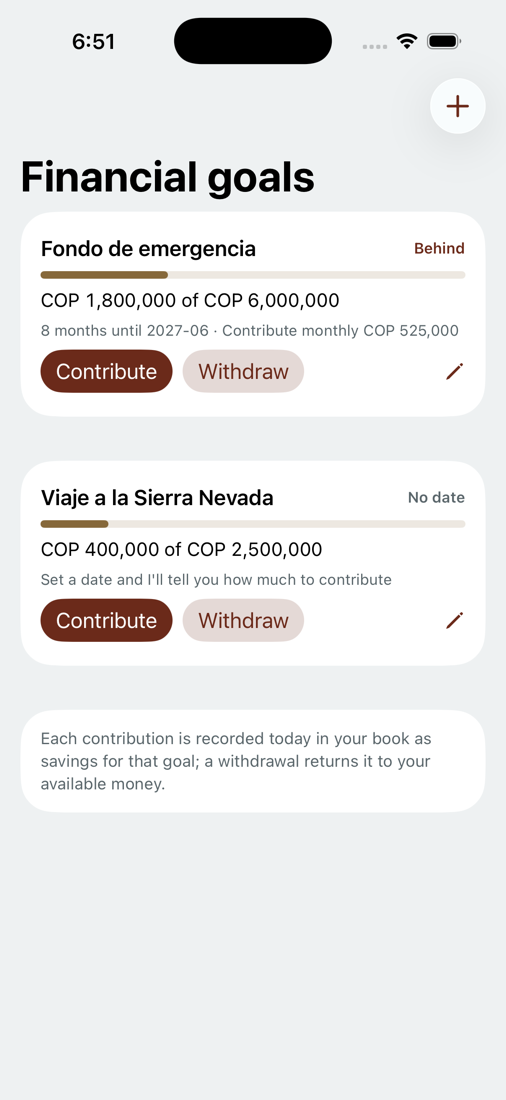 6:51
Financial goals
Fondo de emergencia
Behind
COP 1,800,000 of COP 6,000,000
8 months until 2027-06 · Contribute monthly COP 525,000
Contribute
Withdraw
Viaje a la Sierra Nevada
No date
COP 400,000 of COP 2,500,000
Set a date and I'll tell you how much to contribute
Contribute
Withdraw
Each contribution is recorded today in your book as
savings for that goal; a withdrawal returns it to your
available money.